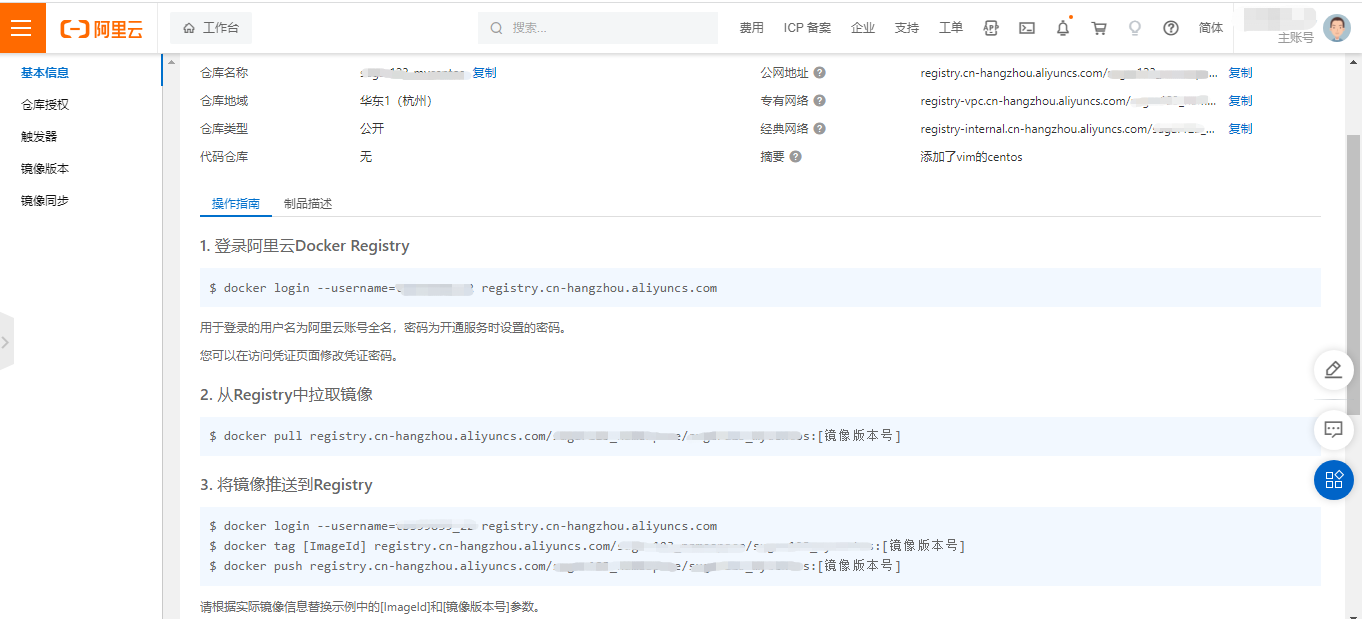 阿里云
工作台
搜索...
费用
ICP 备案
企业
支持
工单
简体
主账号
基本信息
仓库授权
触发器
镜像版本
镜像同步
仓库名称 复制
公网地址 registry.cn-hangzhou.aliyuncs.com/ ... 复制
仓库地域 华东1（杭州）
专有网络 registry-vpc.cn-hangzhou.aliyuncs.com/ ... 复制
仓库类型 公开
经典网络 registry-internal.cn-hangzhou.aliyuncs.com/ ... 复制
代码仓库 无
摘要 添加了vim的centos
操作指南 制品描述
1. 登录阿里云Docker Registry
$ docker login --username= registry.cn-hangzhou.aliyuncs.com
用于登录的用户名为阿里云账号全名，密码为开通服务时设置的密码。
您可以在访问凭证页面修改凭证密码。
2. 从Registry中拉取镜像
$ docker pull registry.cn-hangzhou.aliyuncs.com/ / :[镜像版本号]
3. 将镜像推送到Registry
$ docker login --username= registry.cn-hangzhou.aliyuncs.com
$ docker tag [ImageId] registry.cn-hangzhou.aliyuncs.com/ / :[镜像版本号]
$ docker push registry.cn-hangzhou.aliyuncs.com/ / :[镜像版本号]
请根据实际镜像信息替换示例中的[ImageId]和[镜像版本号]参数。